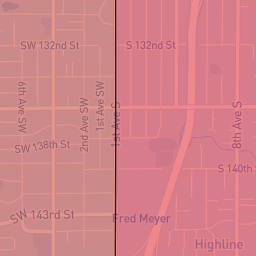 SW 132nd St
S 132nd St
6th Ave SW
2nd Ave SW
1st Ave SW
1st Ave S
8th Ave S
SW 138th St
S 140th S
SW 143rd St
Fred Meyer
Highline